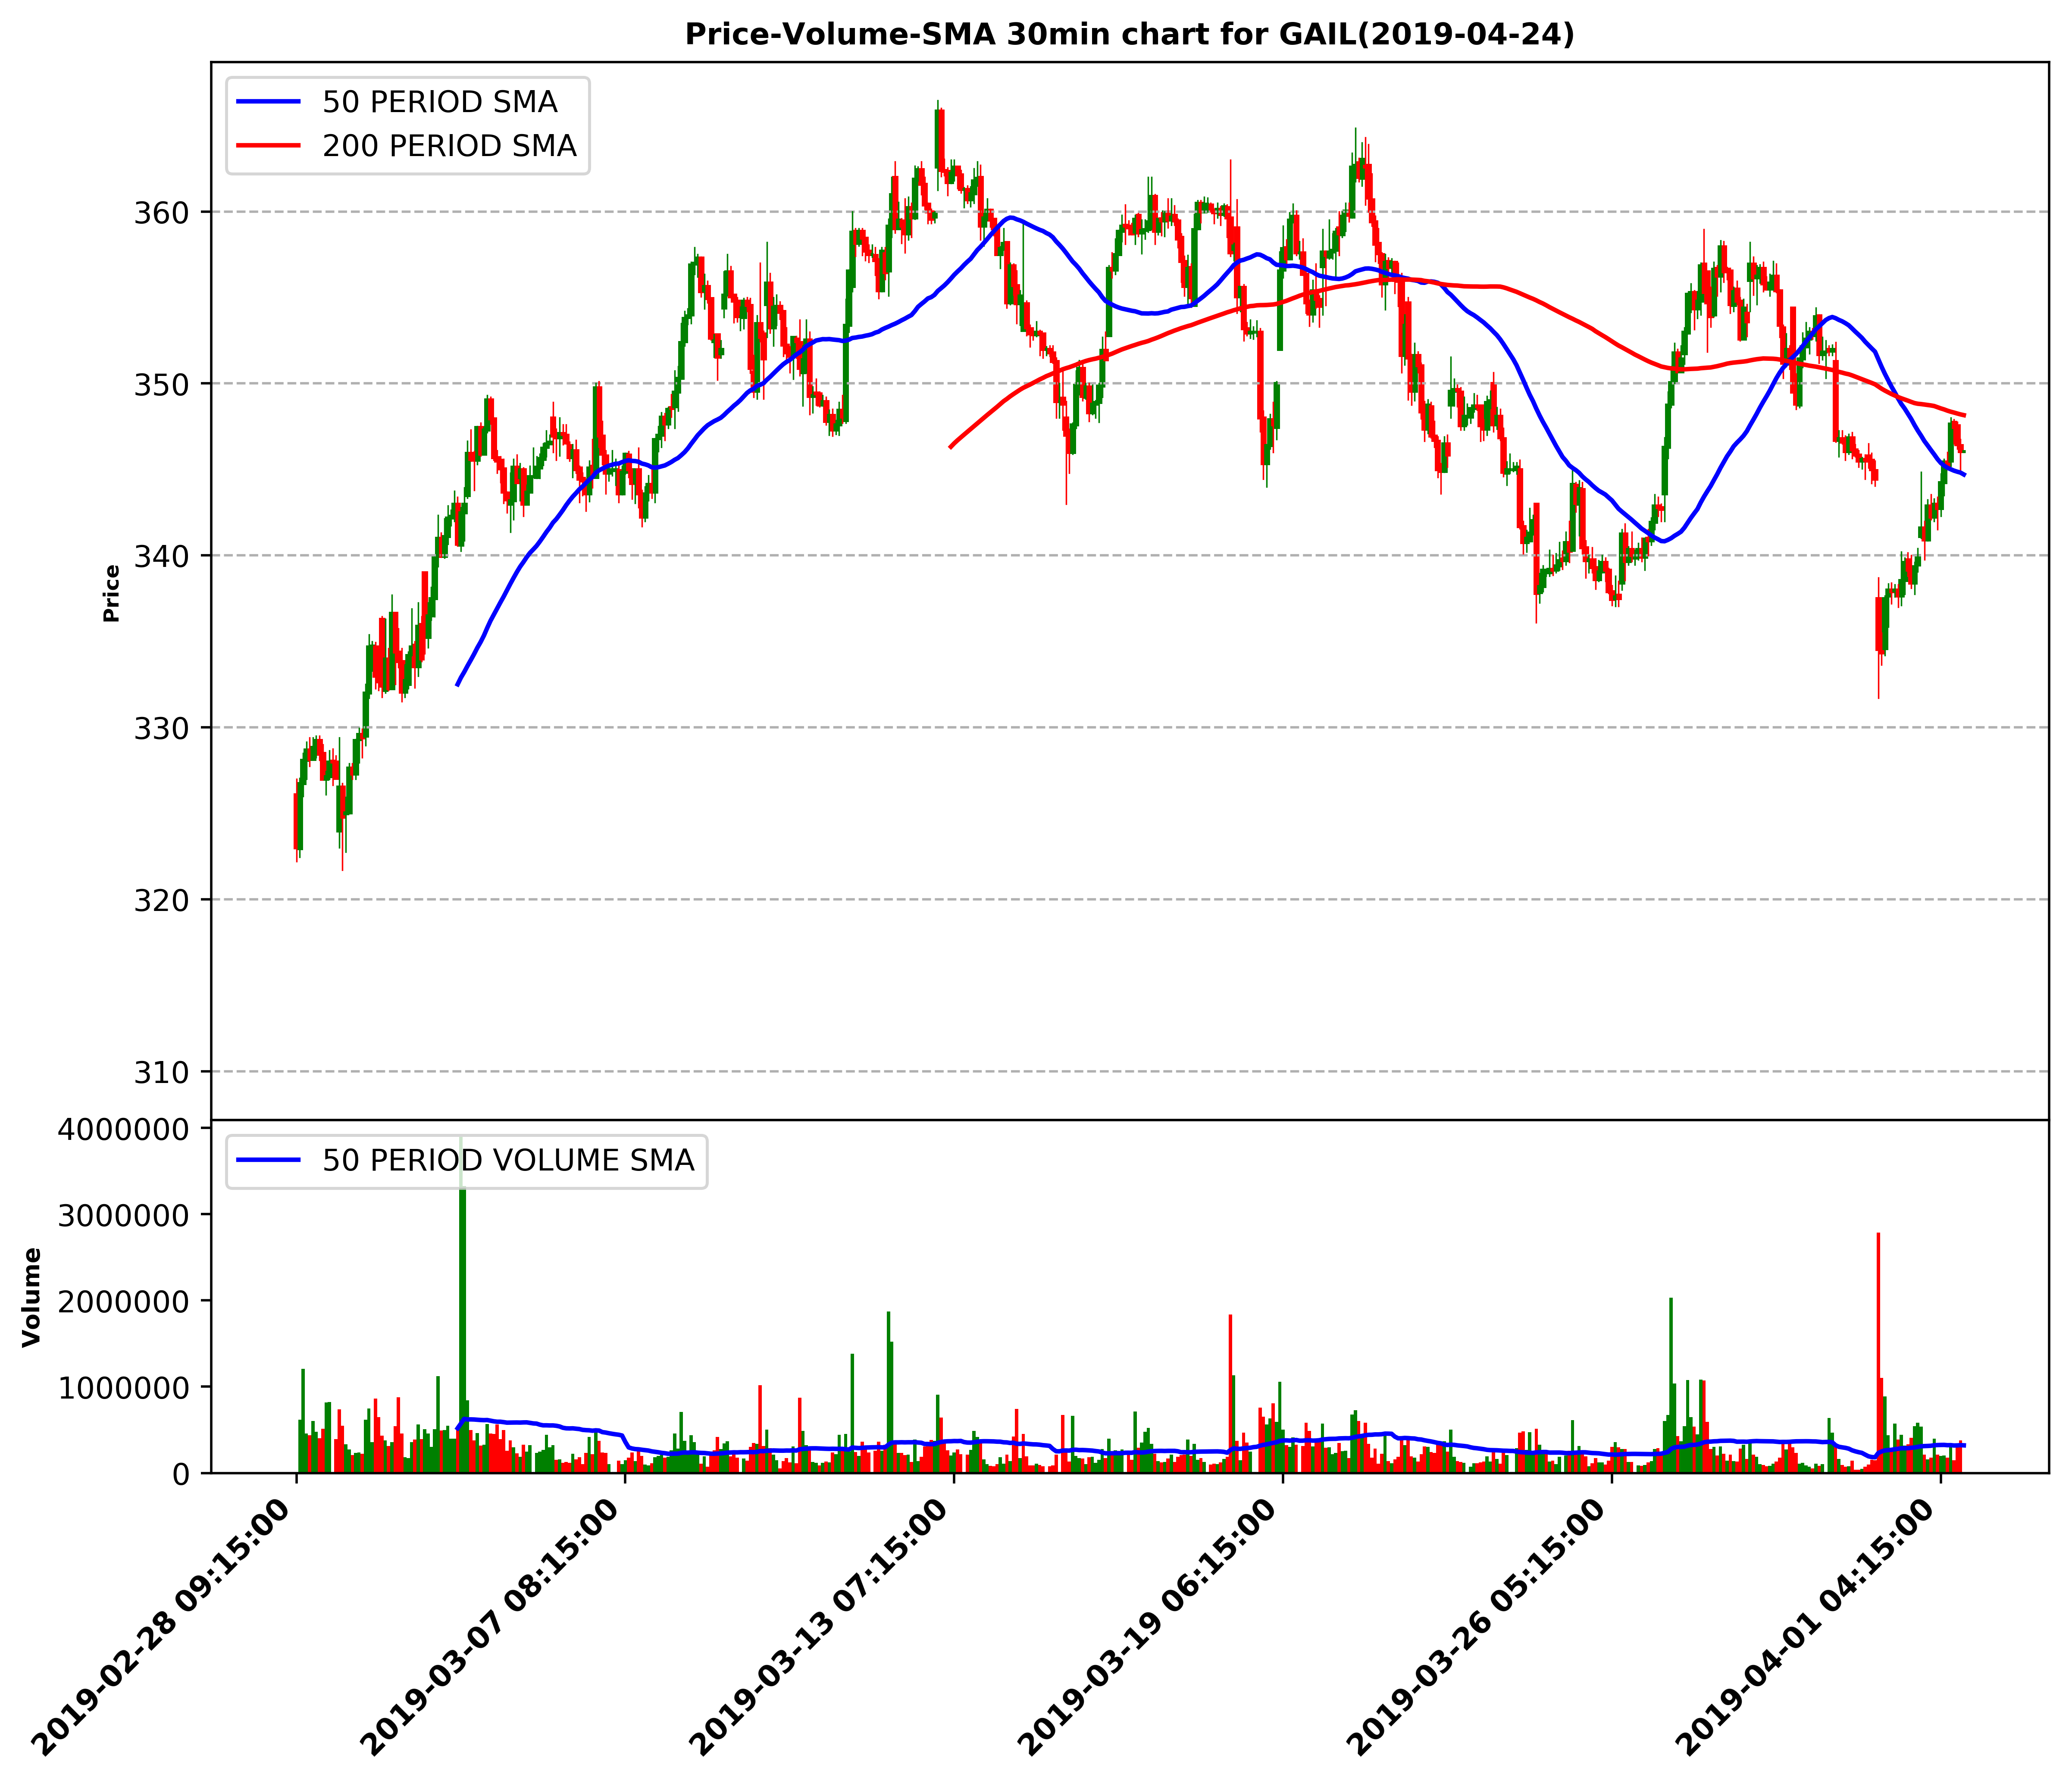 Price-Volume-SMA 30min chart for GAIL(2019-04-24)
50 PERIOD SMA
200 PERIOD SMA
360
350
340
330
320
310
Price
50 PERIOD VOLUME SMA
4000000
3000000
2000000
1000000
0
Volume
2019-02-28 09:15:00
2019-03-07 08:15:00
2019-03-13 07:15:00
2019-03-19 06:15:00
2019-03-26 05:15:00
2019-04-01 04:15:00